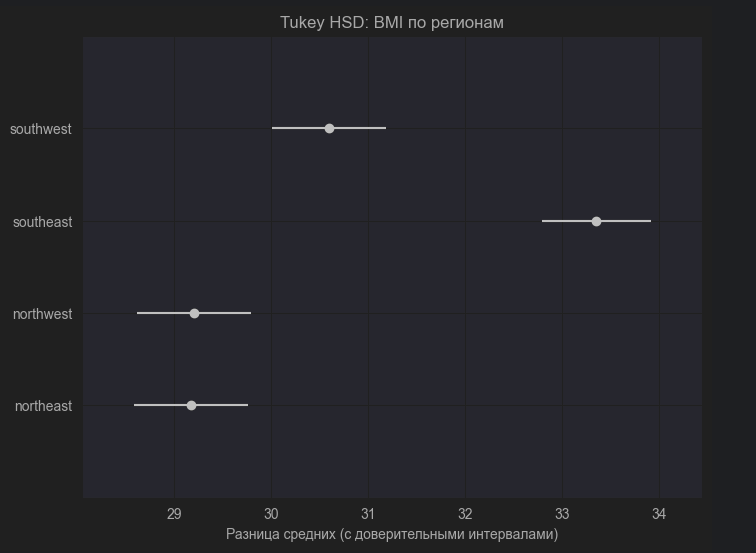 Tukey HSD: BMI по регионам
southwest
southeast
northwest
northeast
29 30 31 32 33 34
Разница средних (с доверительными интервалами)